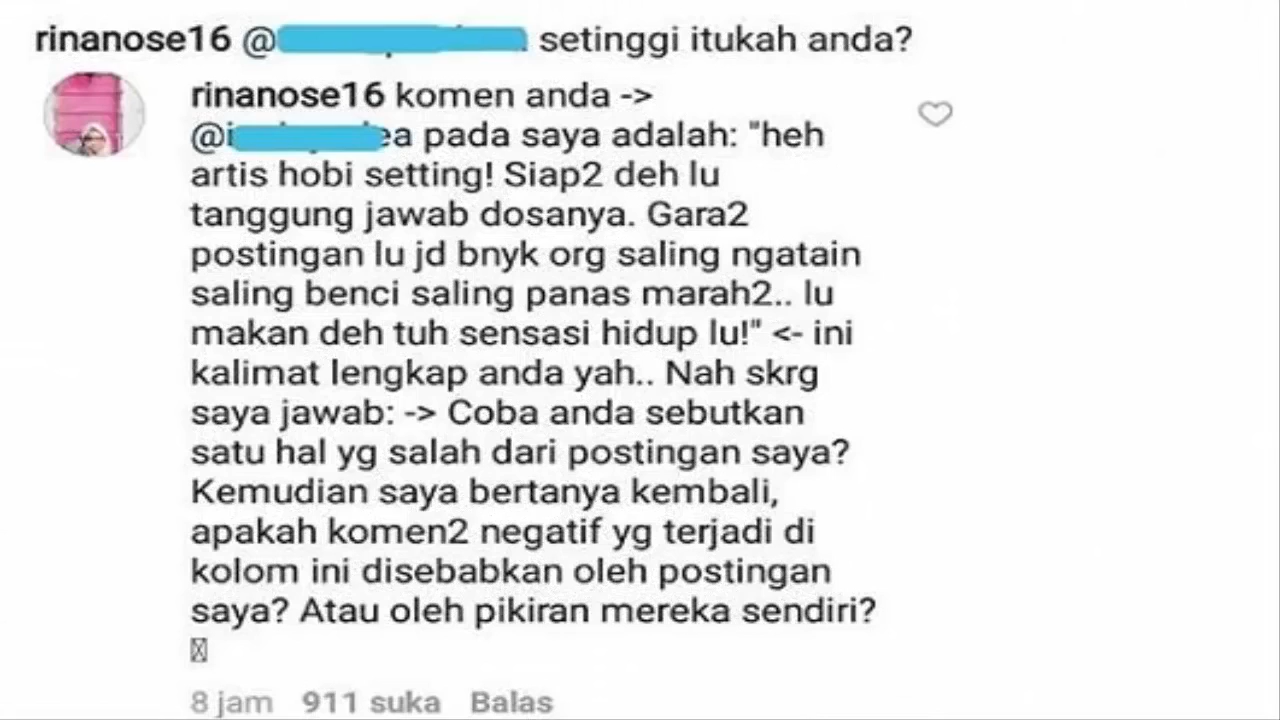 rinanose16 @ setinggi itukah anda?
rinanose16 komen anda ->
@i a pada saya adalah: "heh
artis hobi setting! Siap2 deh lu
tanggung jawab dosanya. Gara2
postingan lu jd bnyk org saling ngatain
saling benci saling panas marah2.. lu
makan deh tuh sensasi hidup lu!" <- ini
kalimat lengkap anda yah.. Nah skrg
saya jawab: -> Coba anda sebutkan
satu hal yg salah dari postingan saya?
Kemudian saya bertanya kembali,
apakah komen2 negatif yg terjadi di
kolom ini disebabkan oleh postingan
saya? Atau oleh pikiran mereka sendiri?
8 jam 911 suka Balas